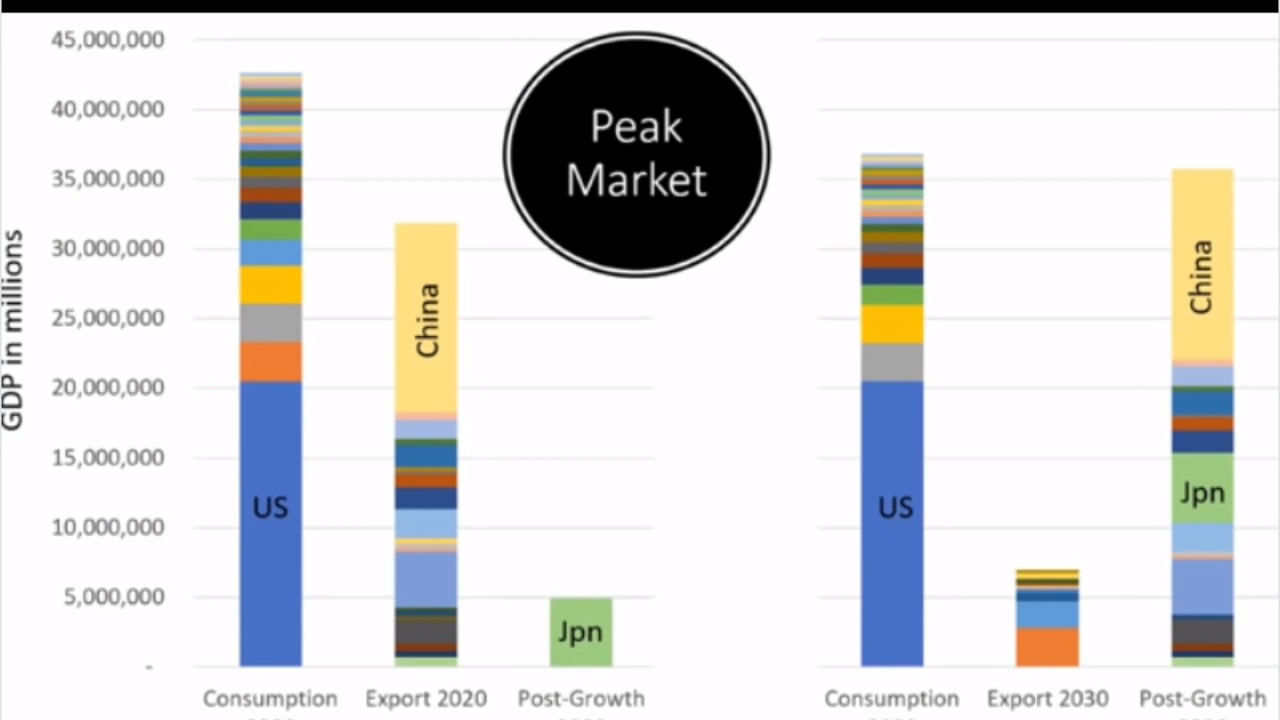 Peak
Market
GDP in millions
45,000,000
40,000,000
35,000,000
30,000,000
25,000,000
20,000,000
15,000,000
10,000,000
5,000,000
-
US
China
Jpn
US
Jpn
China
Consumption
Export 2020
Post-Growth
Consumption
Export 2030
Post-Growth